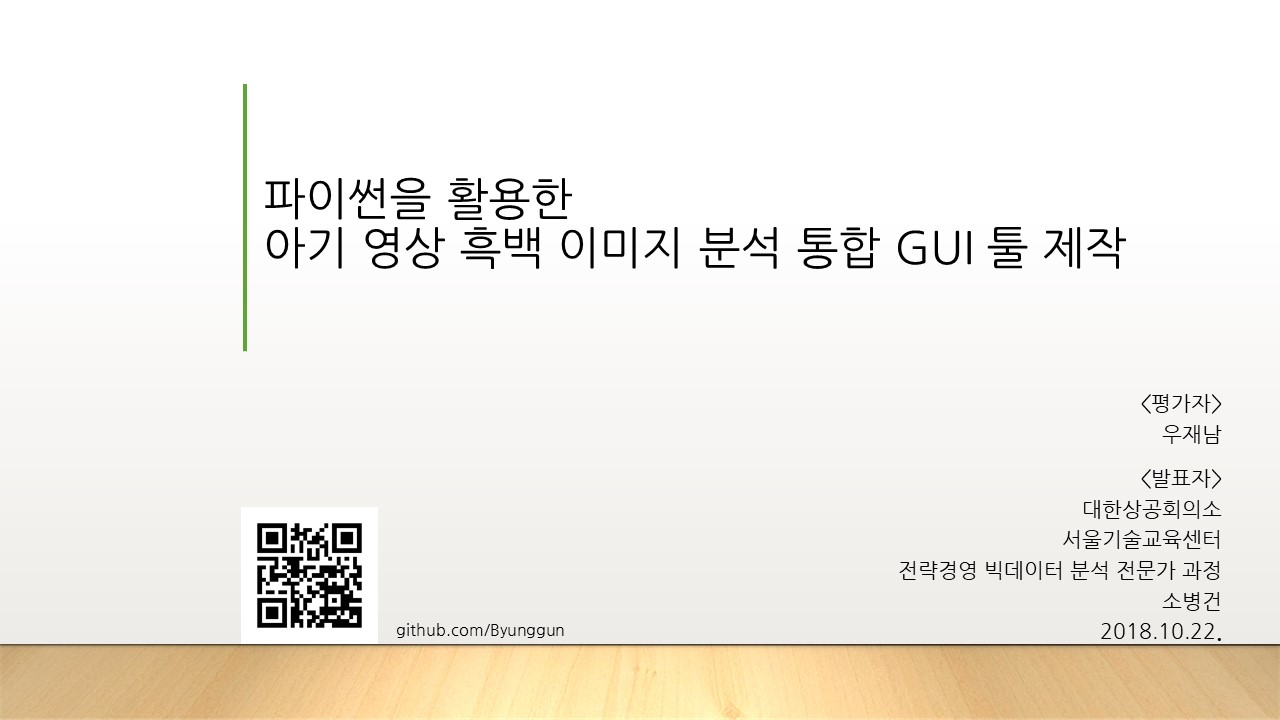 파이썬을 활용한
아기 영상 흑백 이미지 분석 통합 GUI 툴 제작
<평가자>
우재남
<발표자>
대한상공회의소
서울기술교육센터
전략경영 빅데이터 분석 전문가 과정
소병건
2018.10.22.
github.com/Byunggun